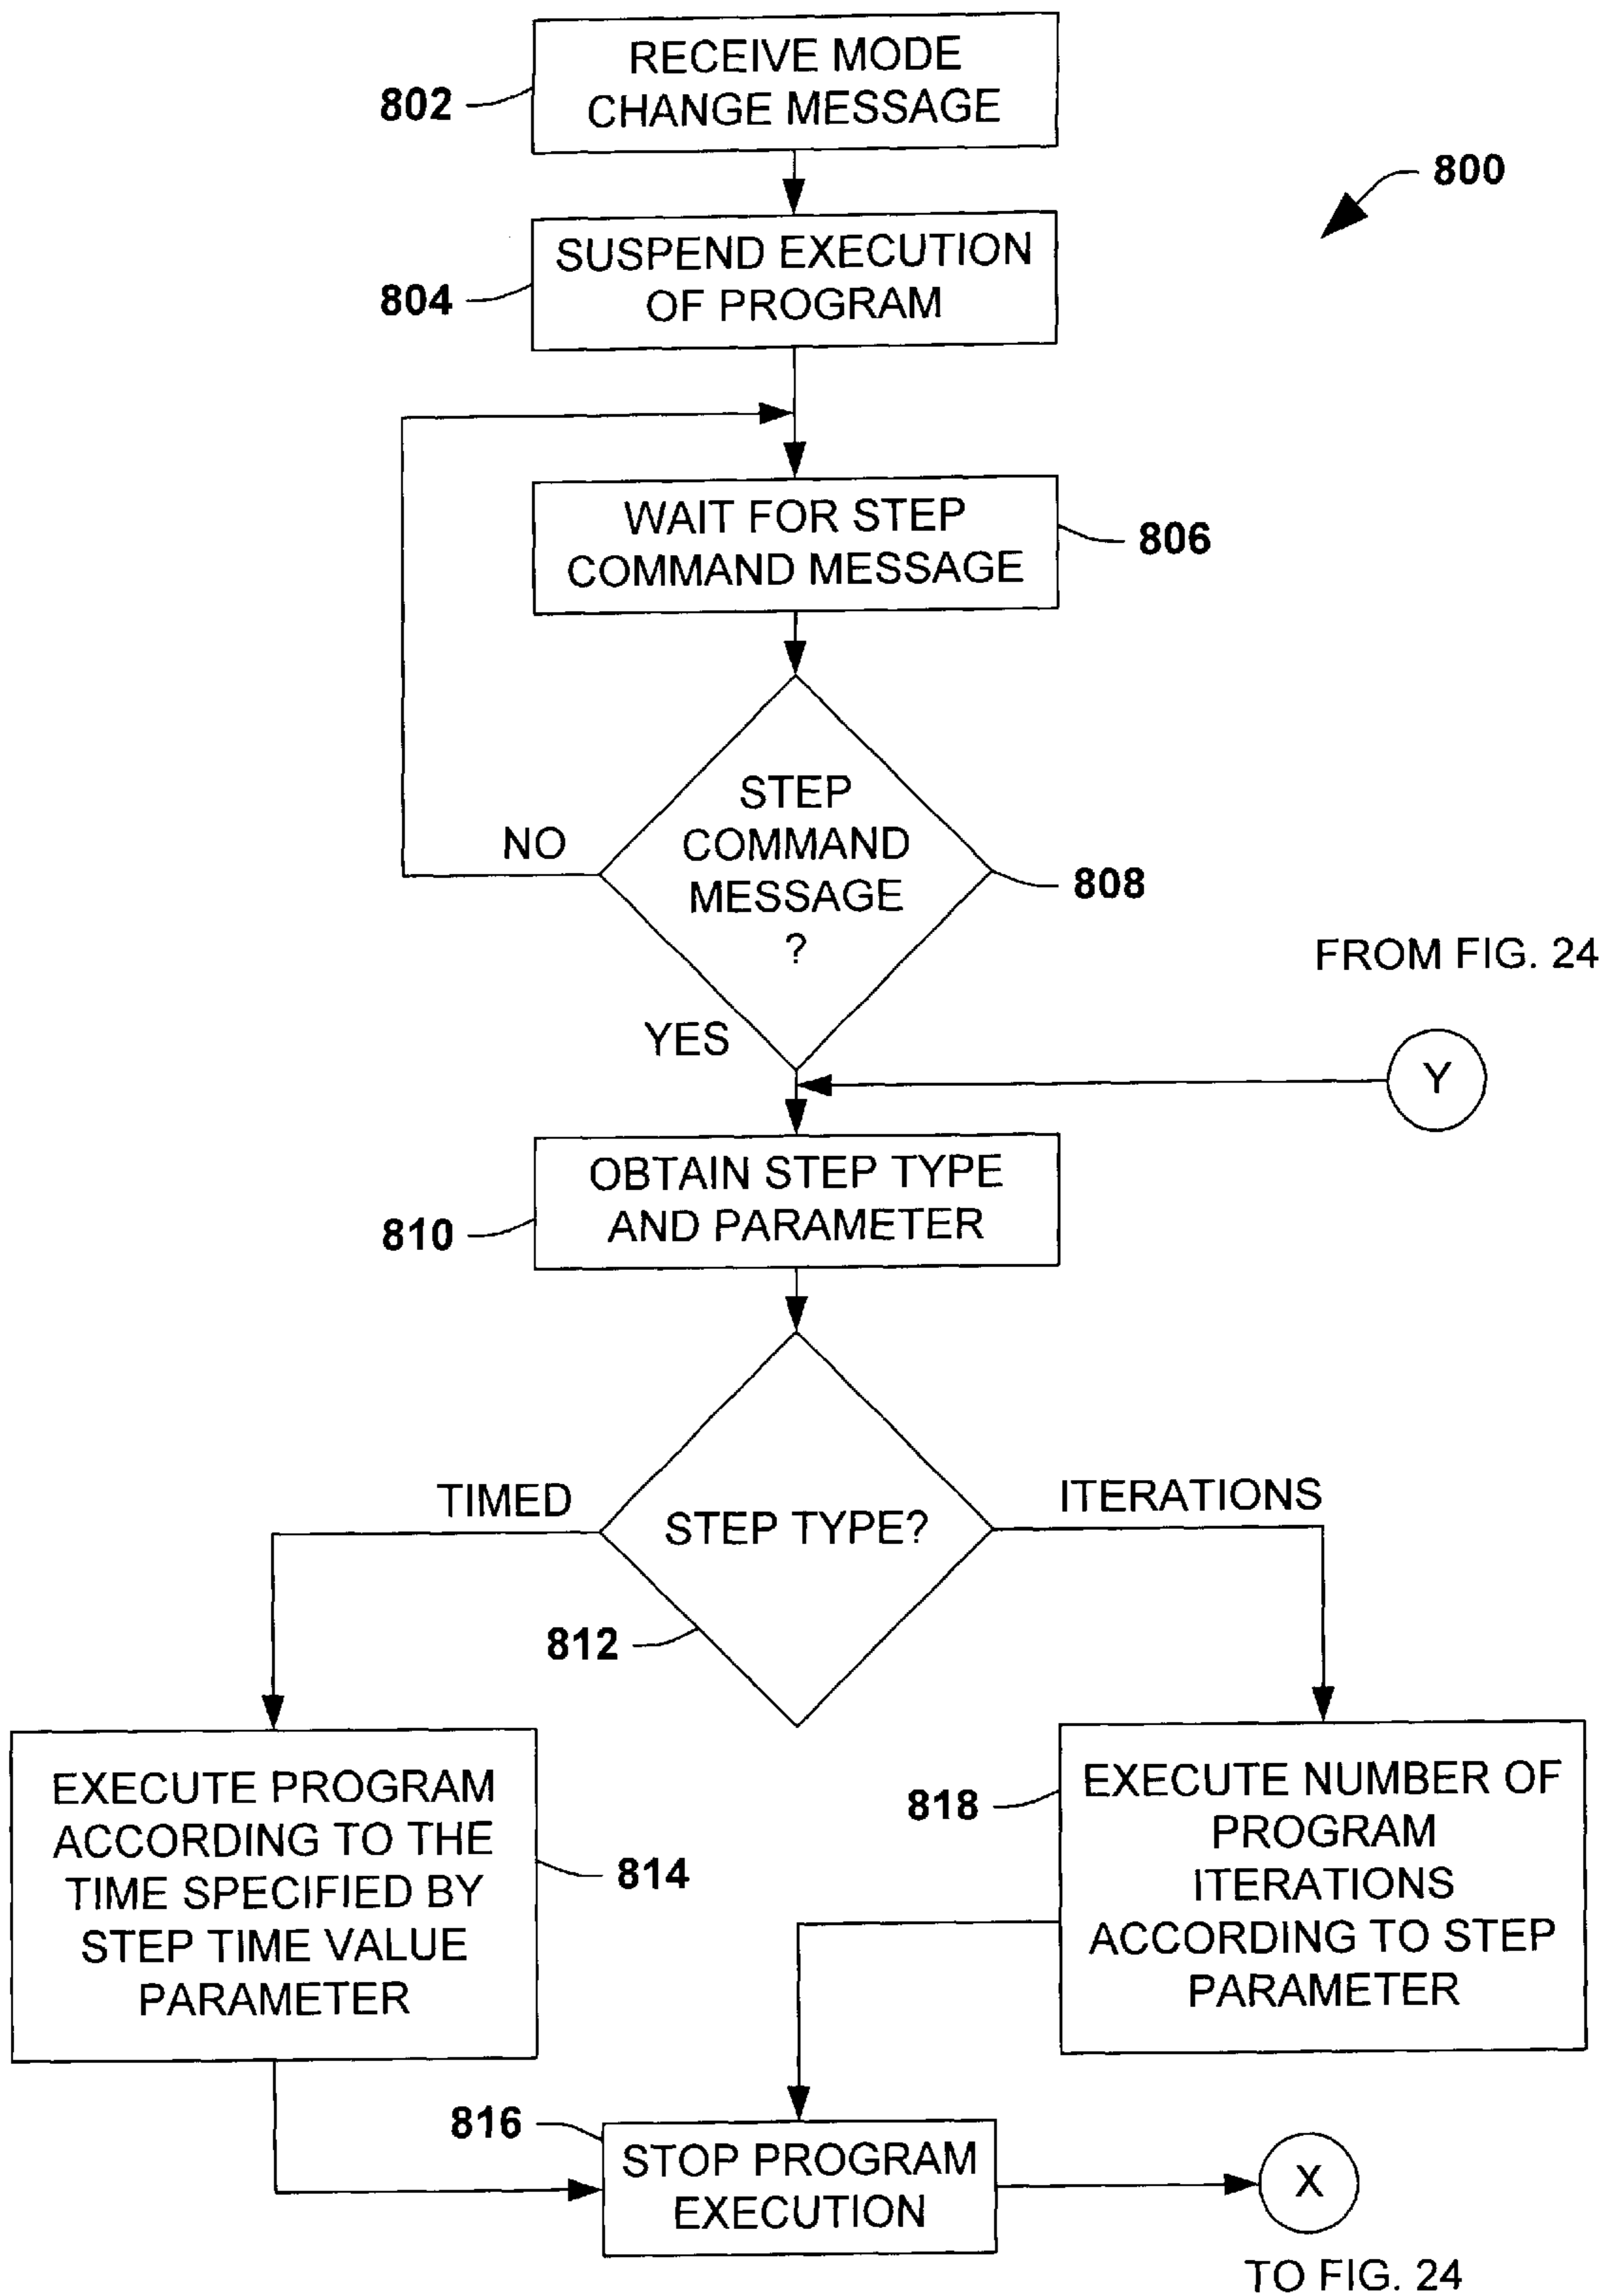 RECEIVE MODE
CHANGE MESSAGE
802
800
SUSPEND EXECUTION
OF PROGRAM
804
WAIT FOR STEP
COMMAND MESSAGE
806
STEP
COMMAND
MESSAGE
?
NO
808
FROM FIG. 24
YES
Y
OBTAIN STEP TYPE
AND PARAMETER
810
TIMED
STEP TYPE?
ITERATIONS
812
EXECUTE PROGRAM
ACCORDING TO THE
TIME SPECIFIED BY
STEP TIME VALUE
PARAMETER
814
818
EXECUTE NUMBER OF
PROGRAM
ITERATIONS
ACCORDING TO STEP
PARAMETER
816
STOP PROGRAM
EXECUTION
X
TO FIG. 24